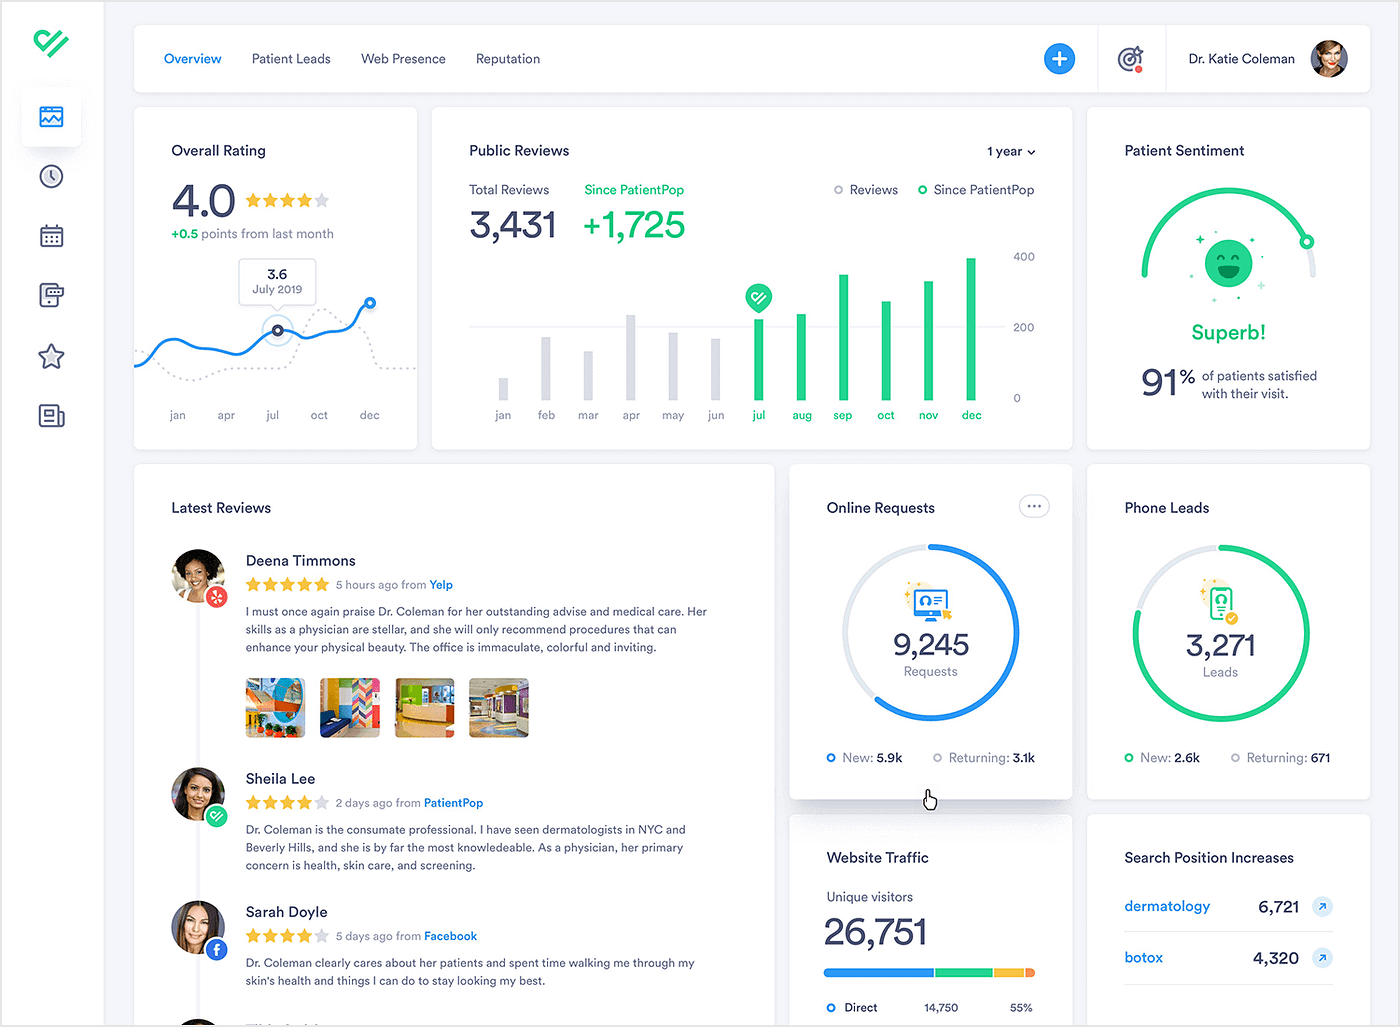 Overview
Patient Leads
Web Presence
Reputation
Dr. Katie Coleman
Overall Rating
4.0
+0.5 points from last month
3.6
July 2019
jan apr jul oct dec
Public Reviews
1 year
Total Reviews
Since PatientPop
3,431
+1,725
Reviews
Since PatientPop
400
200
0
jan feb mar apr may jun jul aug sep oct nov dec
Patient Sentiment
Superb!
91%
of patients satisfied
with their visit.
Latest Reviews
Deena Timmons
5 hours ago from Yelp
I must once again praise Dr. Coleman for her outstanding advise and medical care. Her
skills as a physician are stellar, and she will only recommend procedures that can
enhance your physical beauty. The office is immaculate, colorful and inviting.
Sheila Lee
2 days ago from PatientPop
Dr. Coleman is the consumate professional. I have seen dermatologists in NYC and
Beverly Hills, and she is by far the most knowledeable. As a physician, her primary
concern is health, skin care, and screening.
Sarah Doyle
5 days ago from Facebook
Dr. Coleman clearly cares about her patients and spent time walking me through my
skin's health and things I can do to stay looking my best.
Online Requests
9,245
Requests
New: 5.9k
Returning: 3.1k
Phone Leads
3,271
Leads
New: 2.6k
Returning: 671
Website Traffic
Unique visitors
26,751
Direct 14,750 55%
Search Position Increases
dermatology 6,721
botox 4,320